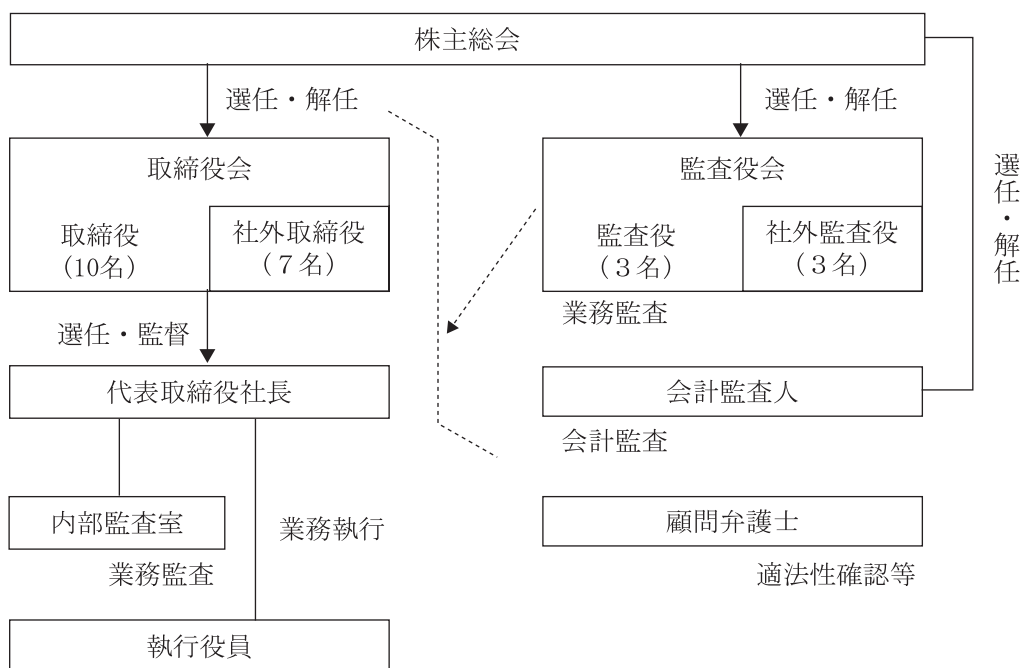 株主総会
選任・解任
選任・解任
選任・解任
取締役会
取締役
(10名)
社外取締役
(７名)
監査役会
監査役
(３名)
社外監査役
(３名)
業務監査
選任・監督
代表取締役社長
会計監査人
会計監査
内部監査室
業務監査
業務執行
顧問弁護士
適法性確認等
執行役員